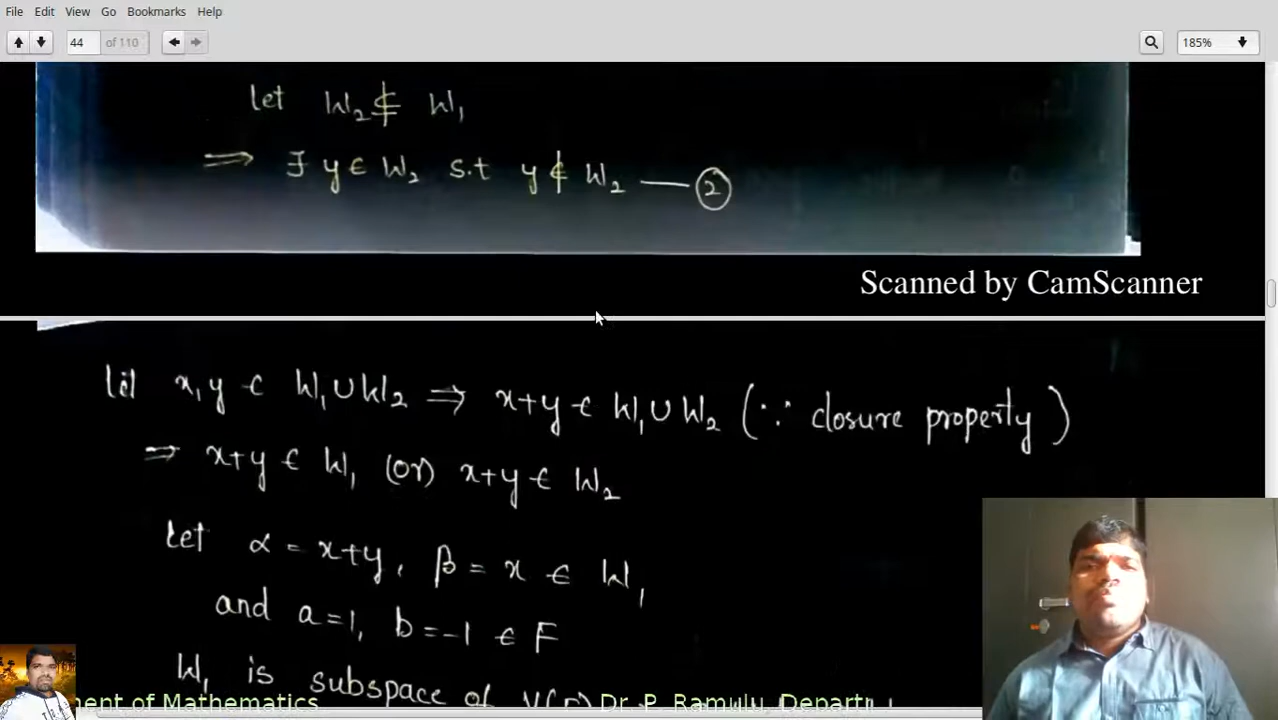 File Edit View Go Bookmarks Help
44 of 110 185%
let W₂ ⊄ W₁
⇒ ∃ y ∈ W₂ s.t y ∉ W₂ — ②
Scanned by CamScanner
let x, y ∈ W₁ ∪ W₂ ⇒ x+y ∈ W₁ ∪ W₂ (∵ closure property)
⇒ x+y ∈ W₁ (or) x+y ∈ W₂
Let α = x+y, β = x ∈ W₁
and a=1, b=-1 ∈ F
W₁ is subspace of
ment of Mathematics Dr. P. Ramulu, Departm